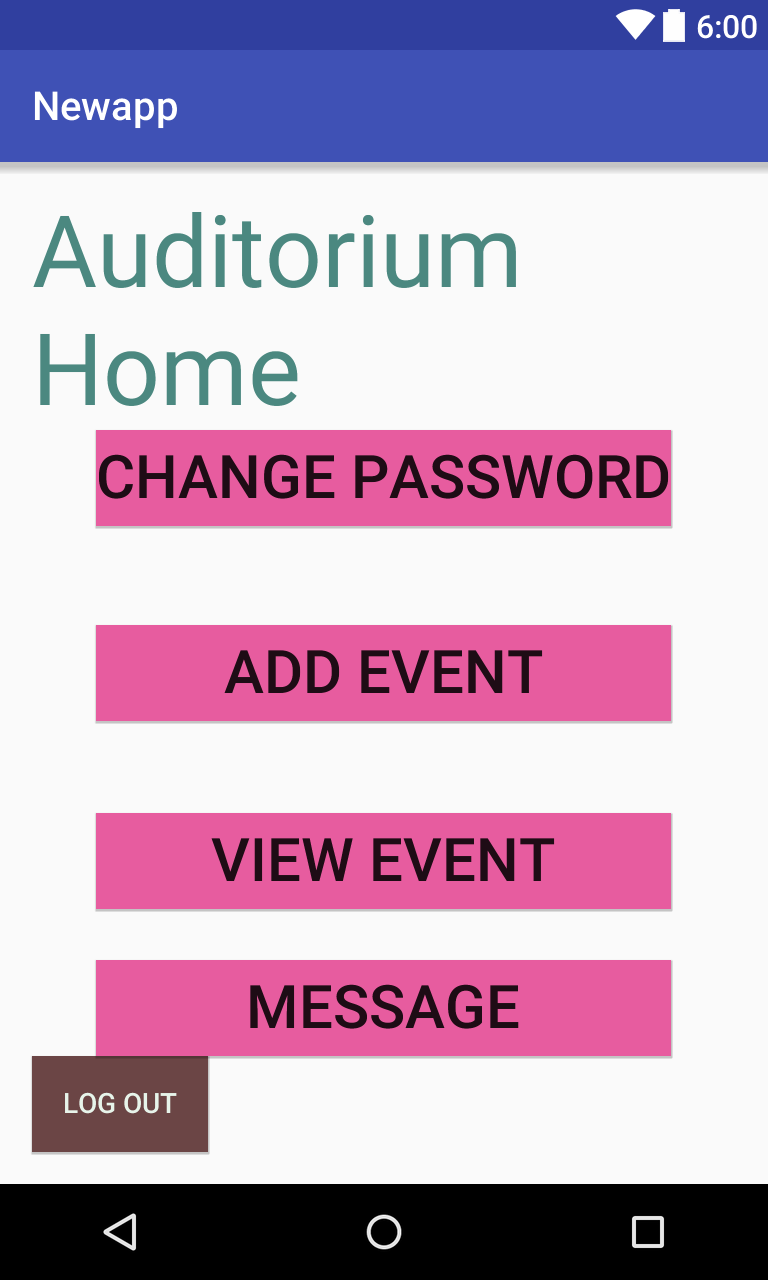 6:00
Newapp
Auditorium
Home
CHANGE PASSWORD
ADD EVENT
VIEW EVENT
MESSAGE
LOG OUT